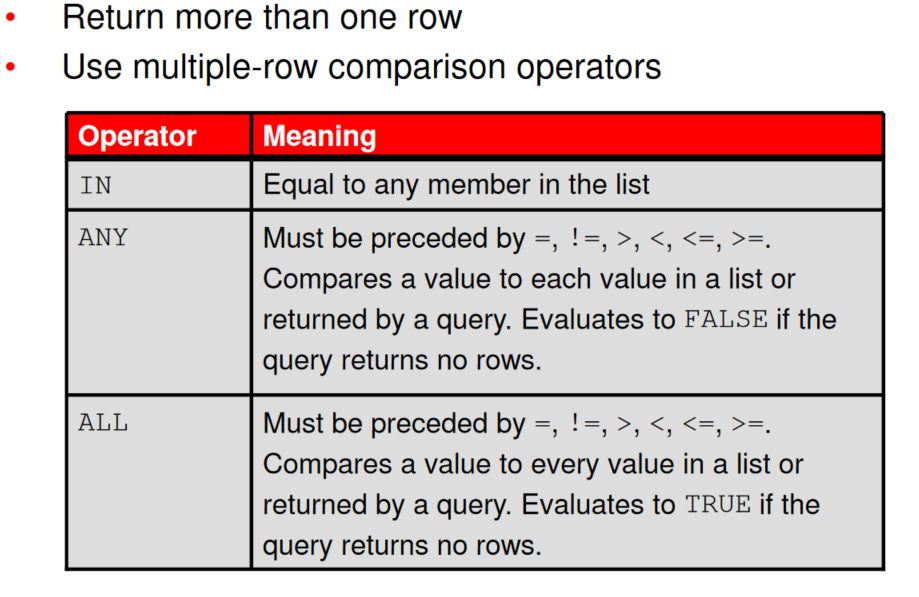 • Return more than one row
• Use multiple-row comparison operators
Operator Meaning
IN Equal to any member in the list
ANY Must be preceded by =, !=, >, <, <=, >=.
Compares a value to each value in a list or
returned by a query. Evaluates to FALSE if the
query returns no rows.
ALL Must be preceded by =, !=, >, <, <=, >=.
Compares a value to every value in a list or
returned by a query. Evaluates to TRUE if the
query returns no rows.